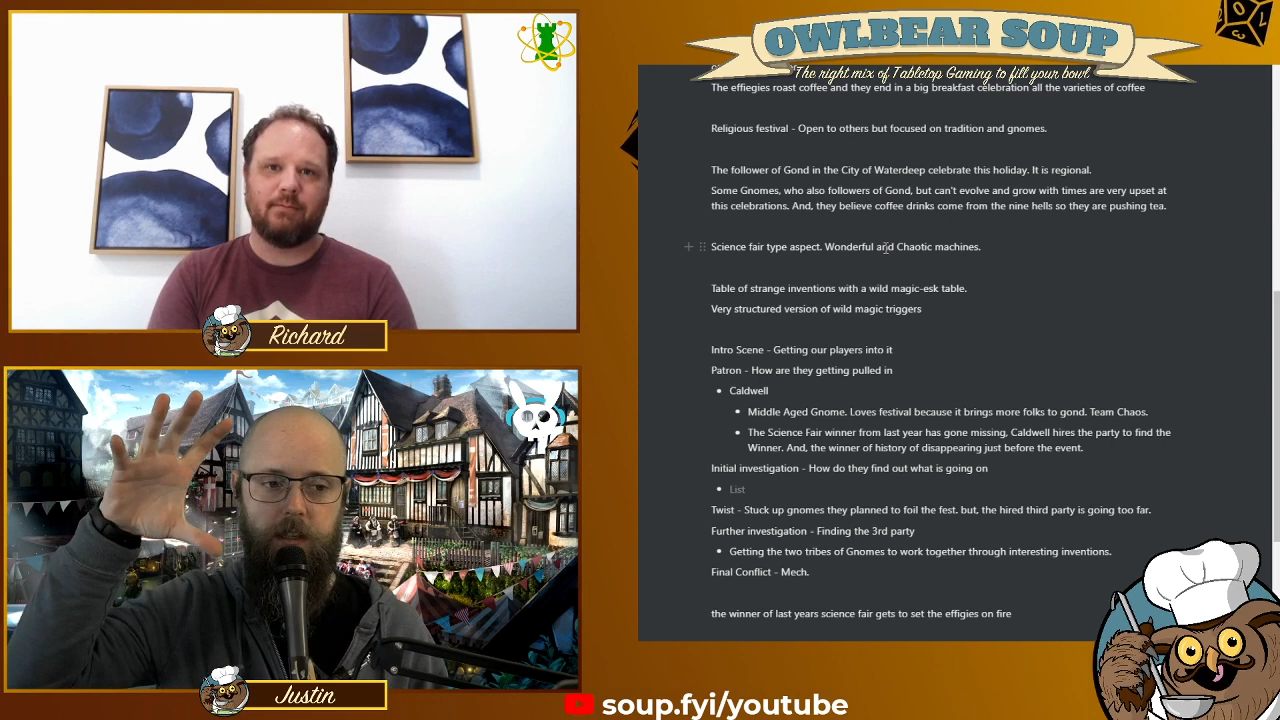 OWLBEAR SOUP
The right mix of Tabletop Gaming to fill your bowl
The effiegies roast coffee and they end in a big breakfast celebration all the varieties of coffee
Religious festival - Open to others but focused on tradition and gnomes.
The follower of Gond in the City of Waterdeep celebrate this holiday. It is regional.
Some Gnomes, who also followers of Gond, but can't evolve and grow with times are very upset at
this celebrations. And, they believe coffee drinks come from the nine hells so they are pushing tea.
Science fair type aspect. Wonderful and Chaotic machines.
Table of strange inventions with a wild magic-esk table.
Very structured version of wild magic triggers
Intro Scene - Getting our players into it
Patron - How are they getting pulled in
Caldwell
Middle Aged Gnome. Loves festival because it brings more folks to gond. Team Chaos.
The Science Fair winner from last year has gone missing, Caldwell hires the party to find the
Winner. And, the winner of history of disappearing just before the event.
Initial investigation - How do they find out what is going on
List
Twist - Stuck up gnomes they planned to foil the fest. but, the hired third party is going too far.
Further investigation - Finding the 3rd party
Getting the two tribes of Gnomes to work together through interesting inventions.
Final Conflict - Mech.
the winner of last years science fair gets to set the effigies on fire
Richard
Justin
soup.fyi/youtube